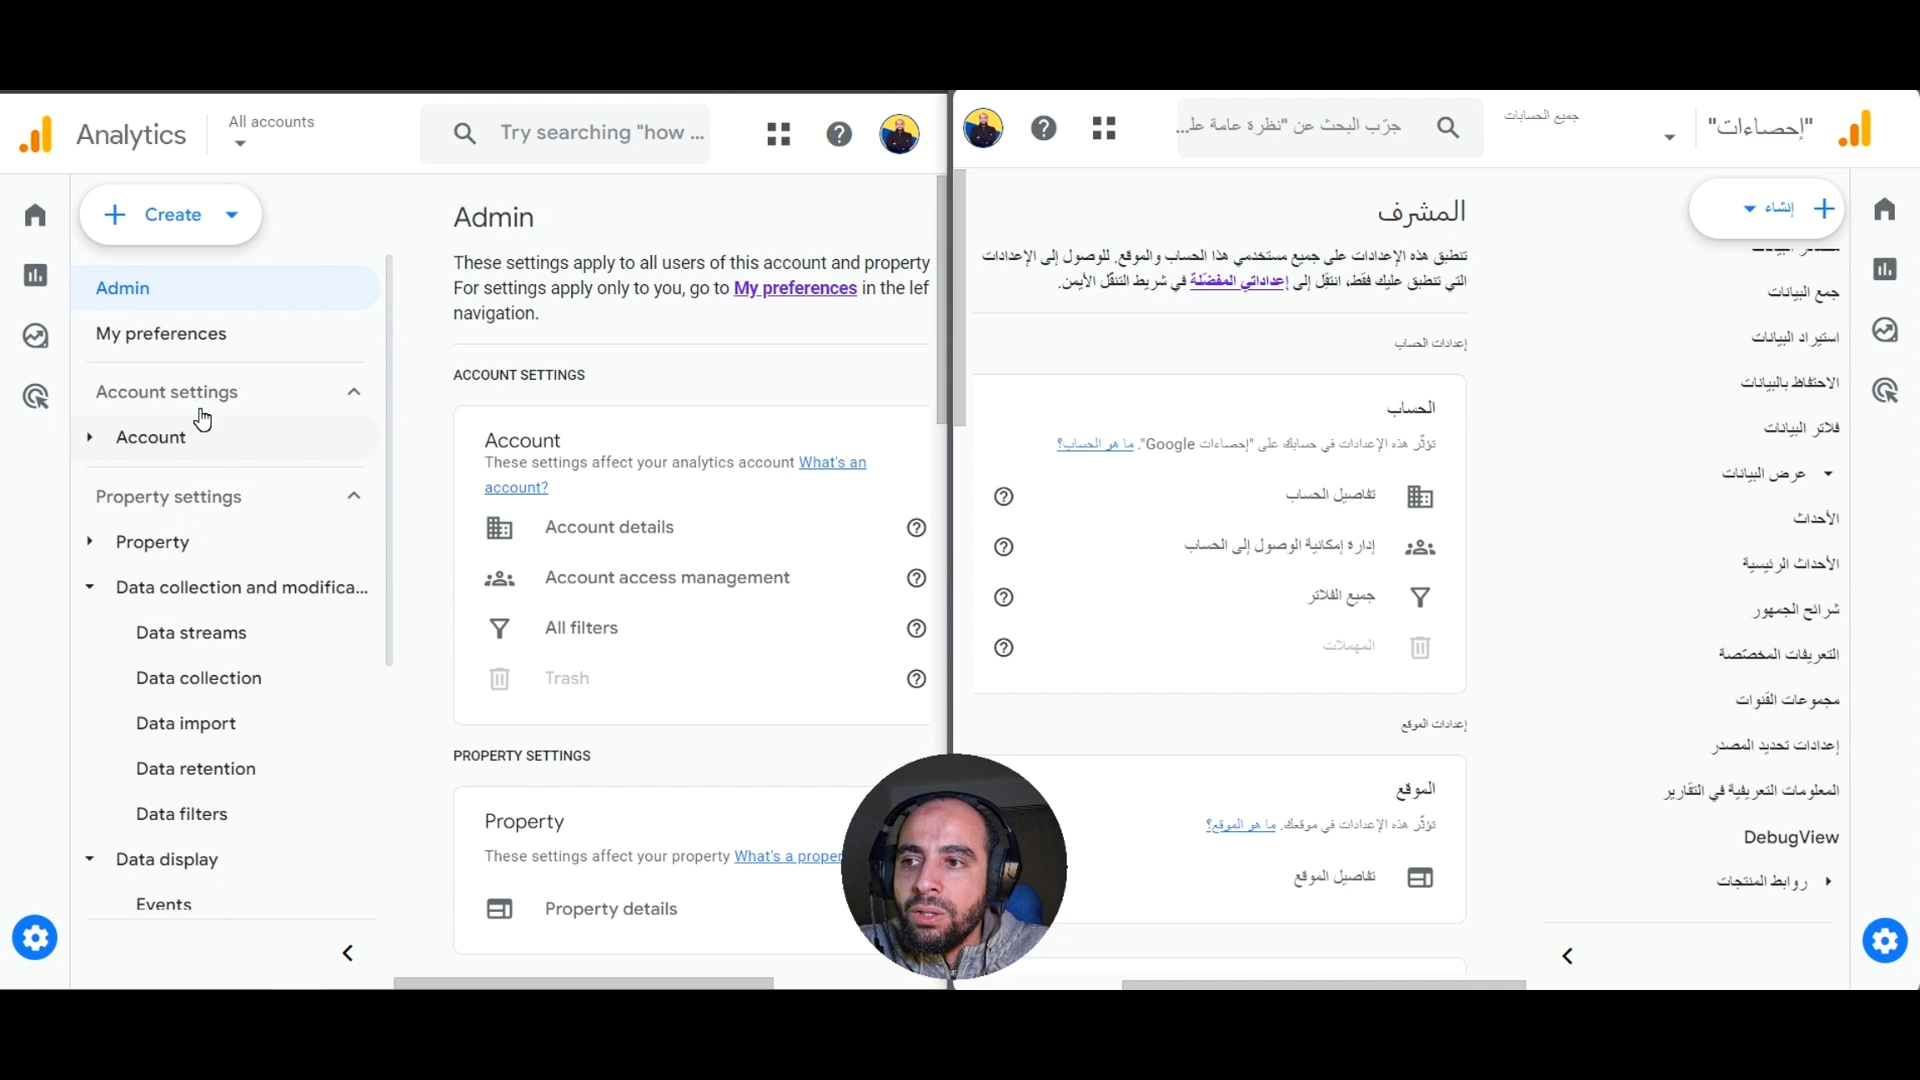 Analytics
All accounts
Try searching "how ...
Create
Admin
My preferences
Account settings
Account
Property settings
Property
Data collection and modifica...
Data streams
Data collection
Data import
Data retention
Data filters
Data display
Events
Admin
These settings apply to all users of this account and property
For settings apply only to you, go to My preferences in the lef
navigation.
ACCOUNT SETTINGS
Account
These settings affect your analytics account What's an
account?
Account details
Account access management
All filters
Trash
PROPERTY SETTINGS
Property
These settings affect your property What's a proper
Property details
"إحصاءات"
جميع الحسابات
جرّب البحث عن "نظرة عامة علـ...
إنشاء
جمع البيانات
استيراد البيانات
الاحتفاظ بالبيانات
فلاتر البيانات
عرض البيانات
الأحداث
الأحداث الرئيسية
شرائح الجمهور
التعريفات المخصّصة
مجموعات القنوات
إعدادات تحديد المصدر
المعلومات التعريفية في التقارير
DebugView
روابط المنتجات
المشرف
تنطبق هذه الإعدادات على جميع مستخدمي هذا الحساب والموقع. للوصول إلى الإعدادات
التي تنطبق عليك فقط، انتقِل إلى إعداداتي المفضّلة في شريط التنقّل الأيمن.
إعدادات الحساب
الحساب
تؤثّر هذه الإعدادات في حسابك على "إحصاءات Google". ما هو الحساب؟
تفاصيل الحساب
إدارة إمكانية الوصول إلى الحساب
جميع الفلاتر
المهملات
إعدادات الموقع
الموقع
تؤثّر هذه الإعدادات في موقعك. ما هو الموقع؟
تفاصيل الموقع